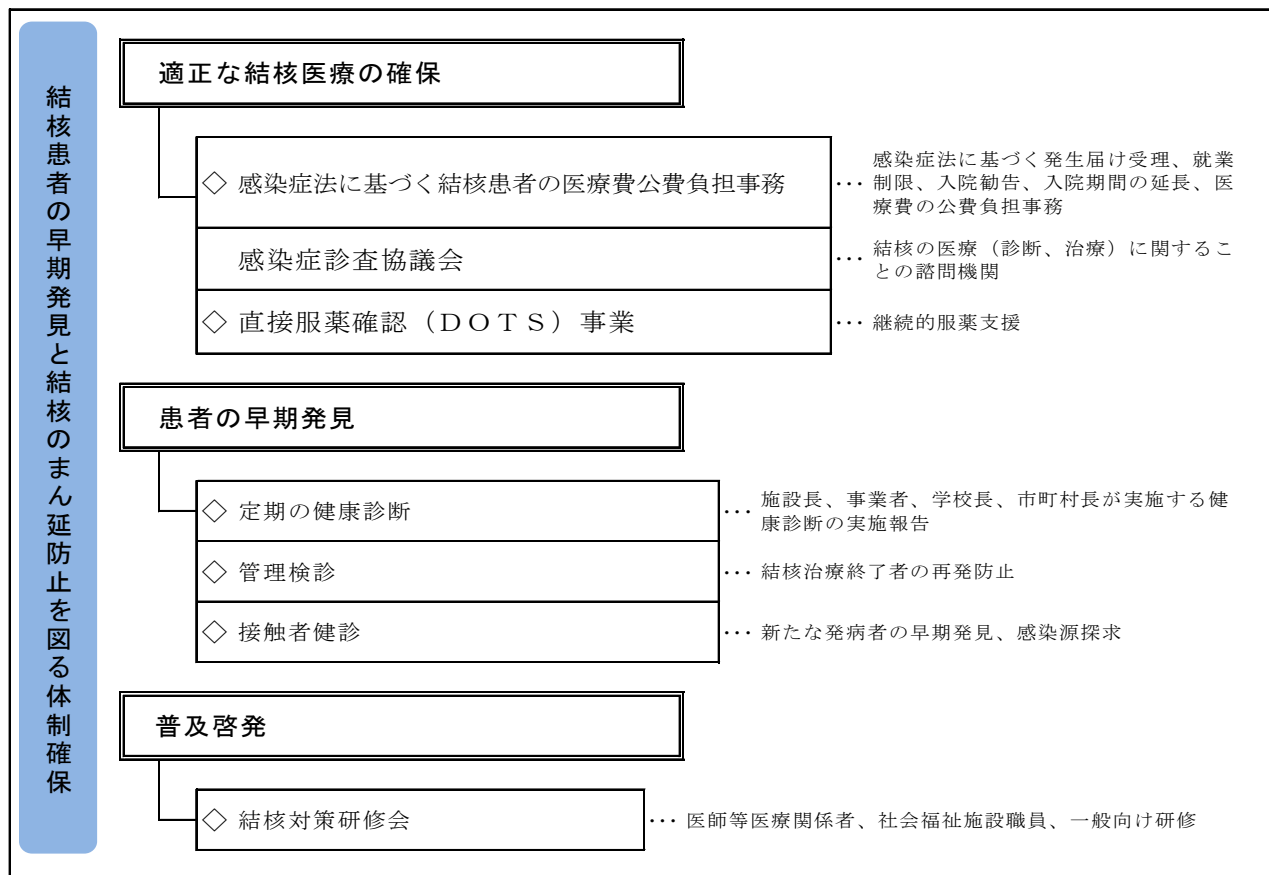 結核患者の早期発見と結核のまん延防止を図る体制確保
適正な結核医療の確保
◇ 感染症法に基づく結核患者の医療費公費負担事務
･･･ 感染症法に基づく発生届け受理、就業
制限、入院勧告、入院期間の延長、医
療費の公費負担事務
感染症診査協議会
･･･ 結核の医療（診断、治療）に関するこ
との諮問機関
◇ 直接服薬確認（ＤＯＴＳ）事業
･･･ 継続的服薬支援
患者の早期発見
◇ 定期の健康診断
･･･ 施設長、事業者、学校長、市町村長が実施する健
康診断の実施報告
◇ 管理検診
･･･ 結核治療終了者の再発防止
◇ 接触者健診
･･･ 新たな発病者の早期発見、感染源探求
普及啓発
◇ 結核対策研修会
･･･ 医師等医療関係者、社会福祉施設職員、一般向け研修